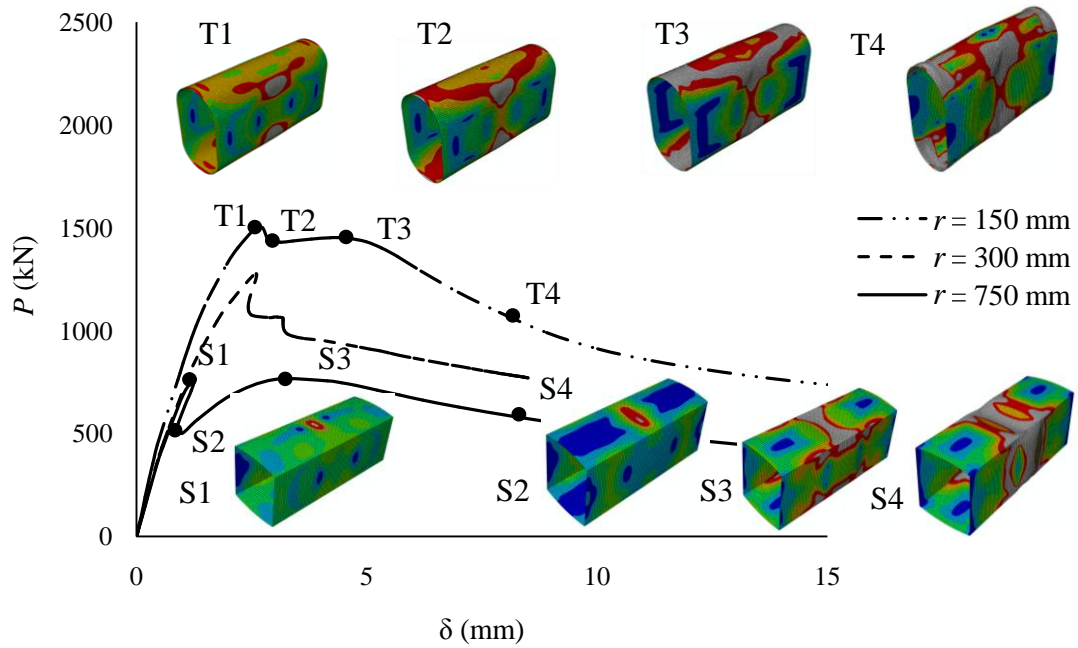 2500
T1
T2
T3
T4
2000
1500
T1
T2
T3
r = 150 mm
r = 300 mm
r = 750 mm
P (kN)
T4
1000
S1
S3
S4
500
S2
S1
S2
S3
S4
0
0
5
10
15
δ (mm)